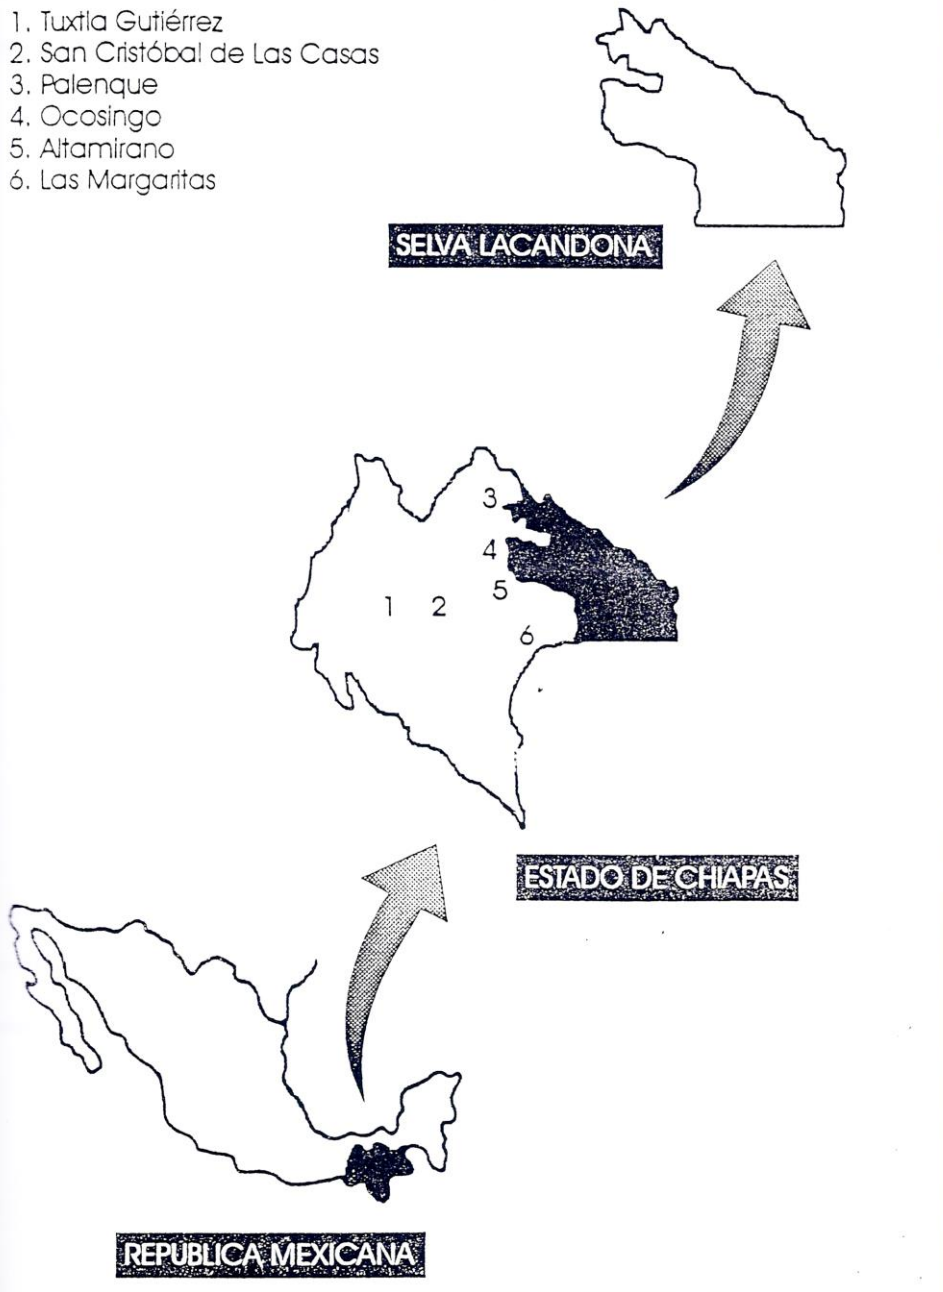 1. Tuxtla Gutiérrez
2. San Cristóbal de Las Casas
3. Palenque
4. Ocosingo
5. Altamirano
6. Las Margaritas
SELVA LACANDONA
3
4
5
1 2
6
ESTADO DE CHIAPAS
REPUBLICA MEXICANA